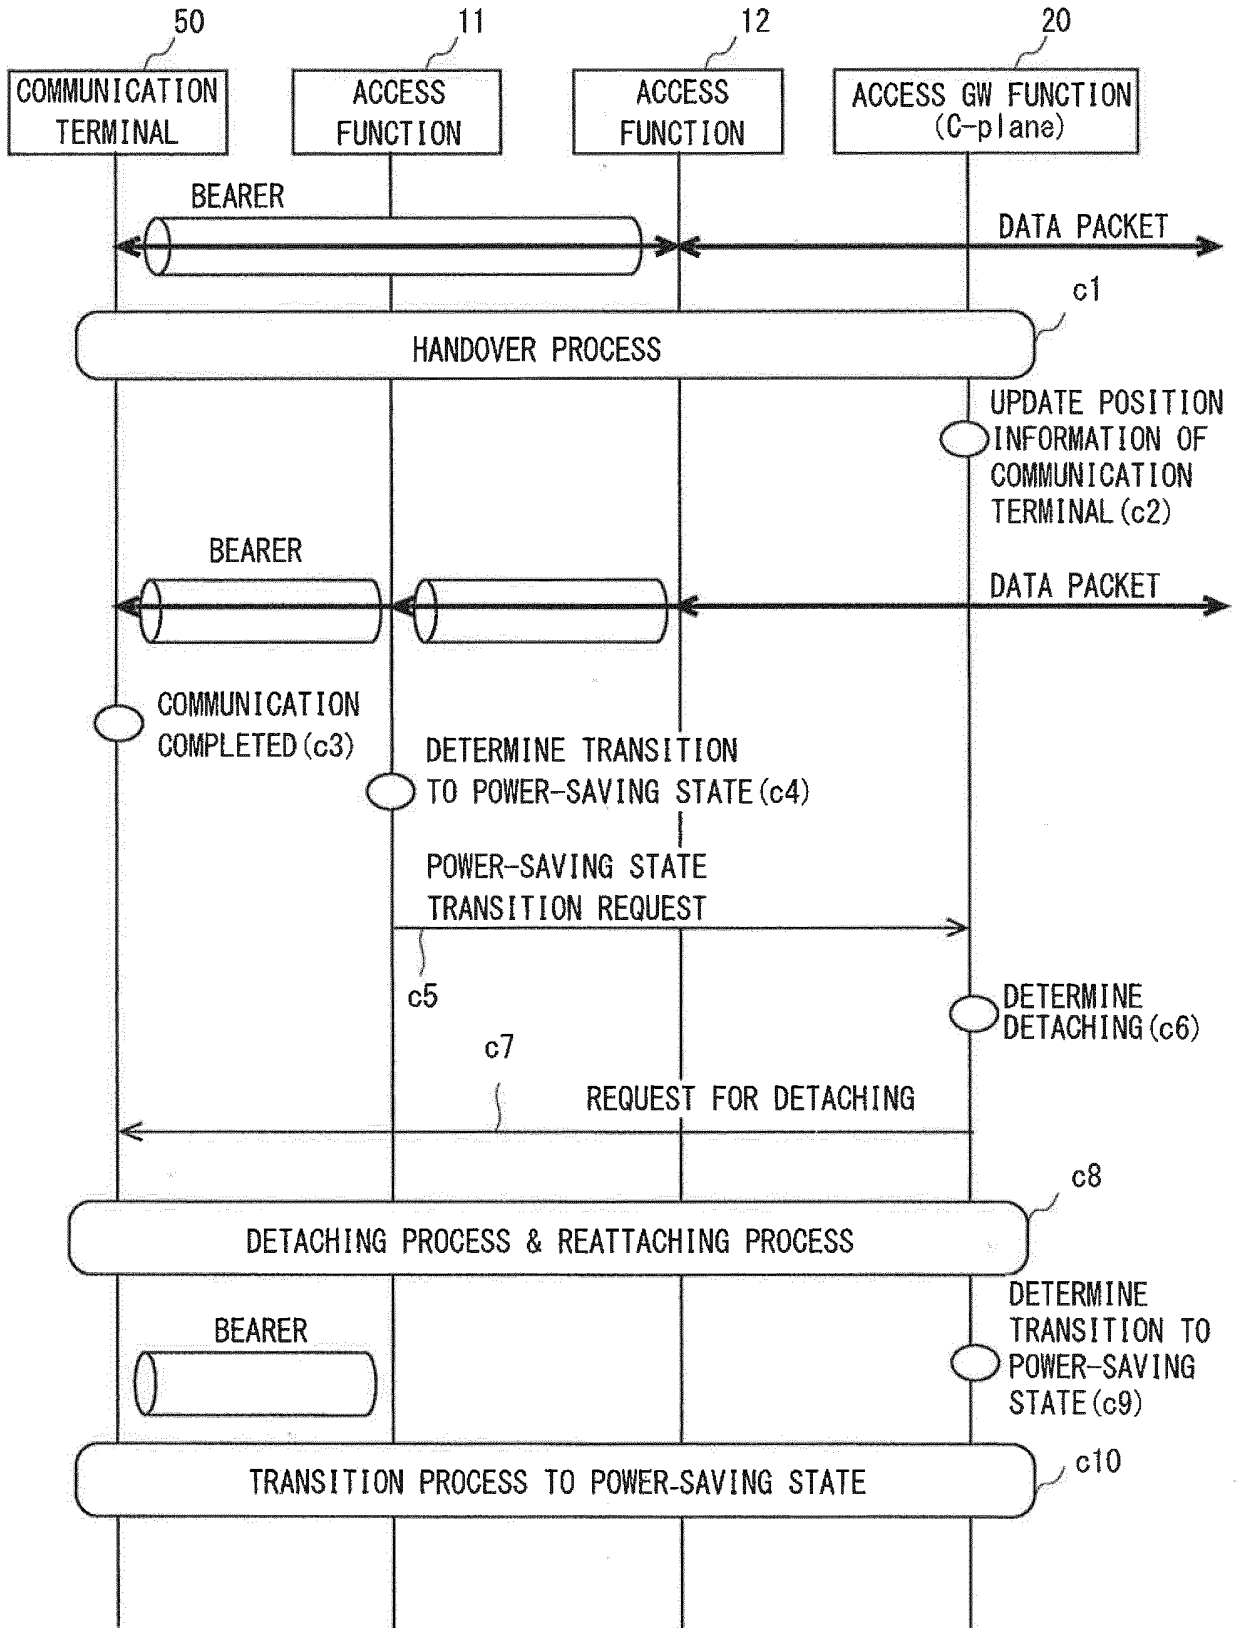 50
11
12
20
COMMUNICATION
TERMINAL
ACCESS
FUNCTION
ACCESS
FUNCTION
ACCESS GW FUNCTION
(C-plane)
BEARER
DATA PACKET
c1
HANDOVER PROCESS
UPDATE POSITION
INFORMATION OF
COMMUNICATION
TERMINAL(c2)
BEARER
DATA PACKET
COMMUNICATION
COMPLETED(c3)
DETERMINE TRANSITION
TO POWER-SAVING STATE(c4)
POWER-SAVING STATE
TRANSITION REQUEST
c5
DETERMINE
DETACHING(c6)
c7
REQUEST FOR DETACHING
c8
DETACHING PROCESS & REATTACHING PROCESS
DETERMINE
TRANSITION TO
POWER-SAVING
STATE(c9)
BEARER
c10
TRANSITION PROCESS TO POWER-SAVING STATE